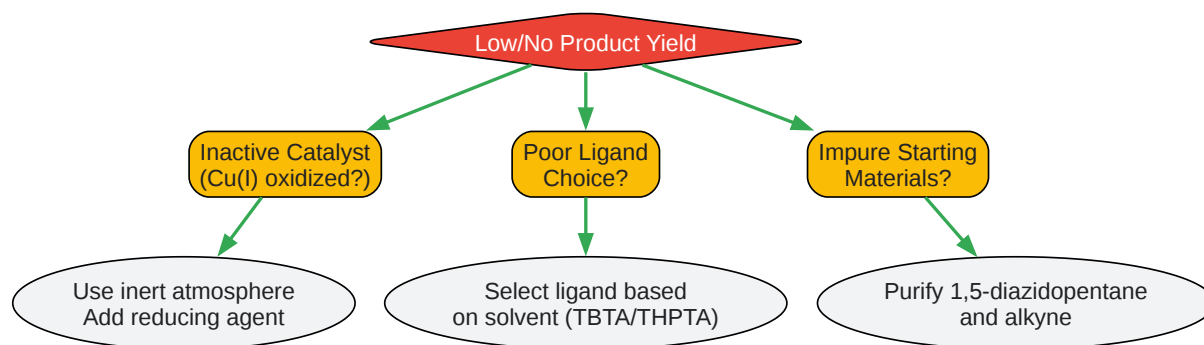 Low/No Product Yield
Inactive Catalyst
(Cu(I) oxidized?)
Poor Ligand
Choice?
Impure Starting
Materials?
Use inert atmosphere
Add reducing agent
Select ligand based
on solvent (TBTA/THPTA)
Purify 1,5-diazidopentane
and alkyne